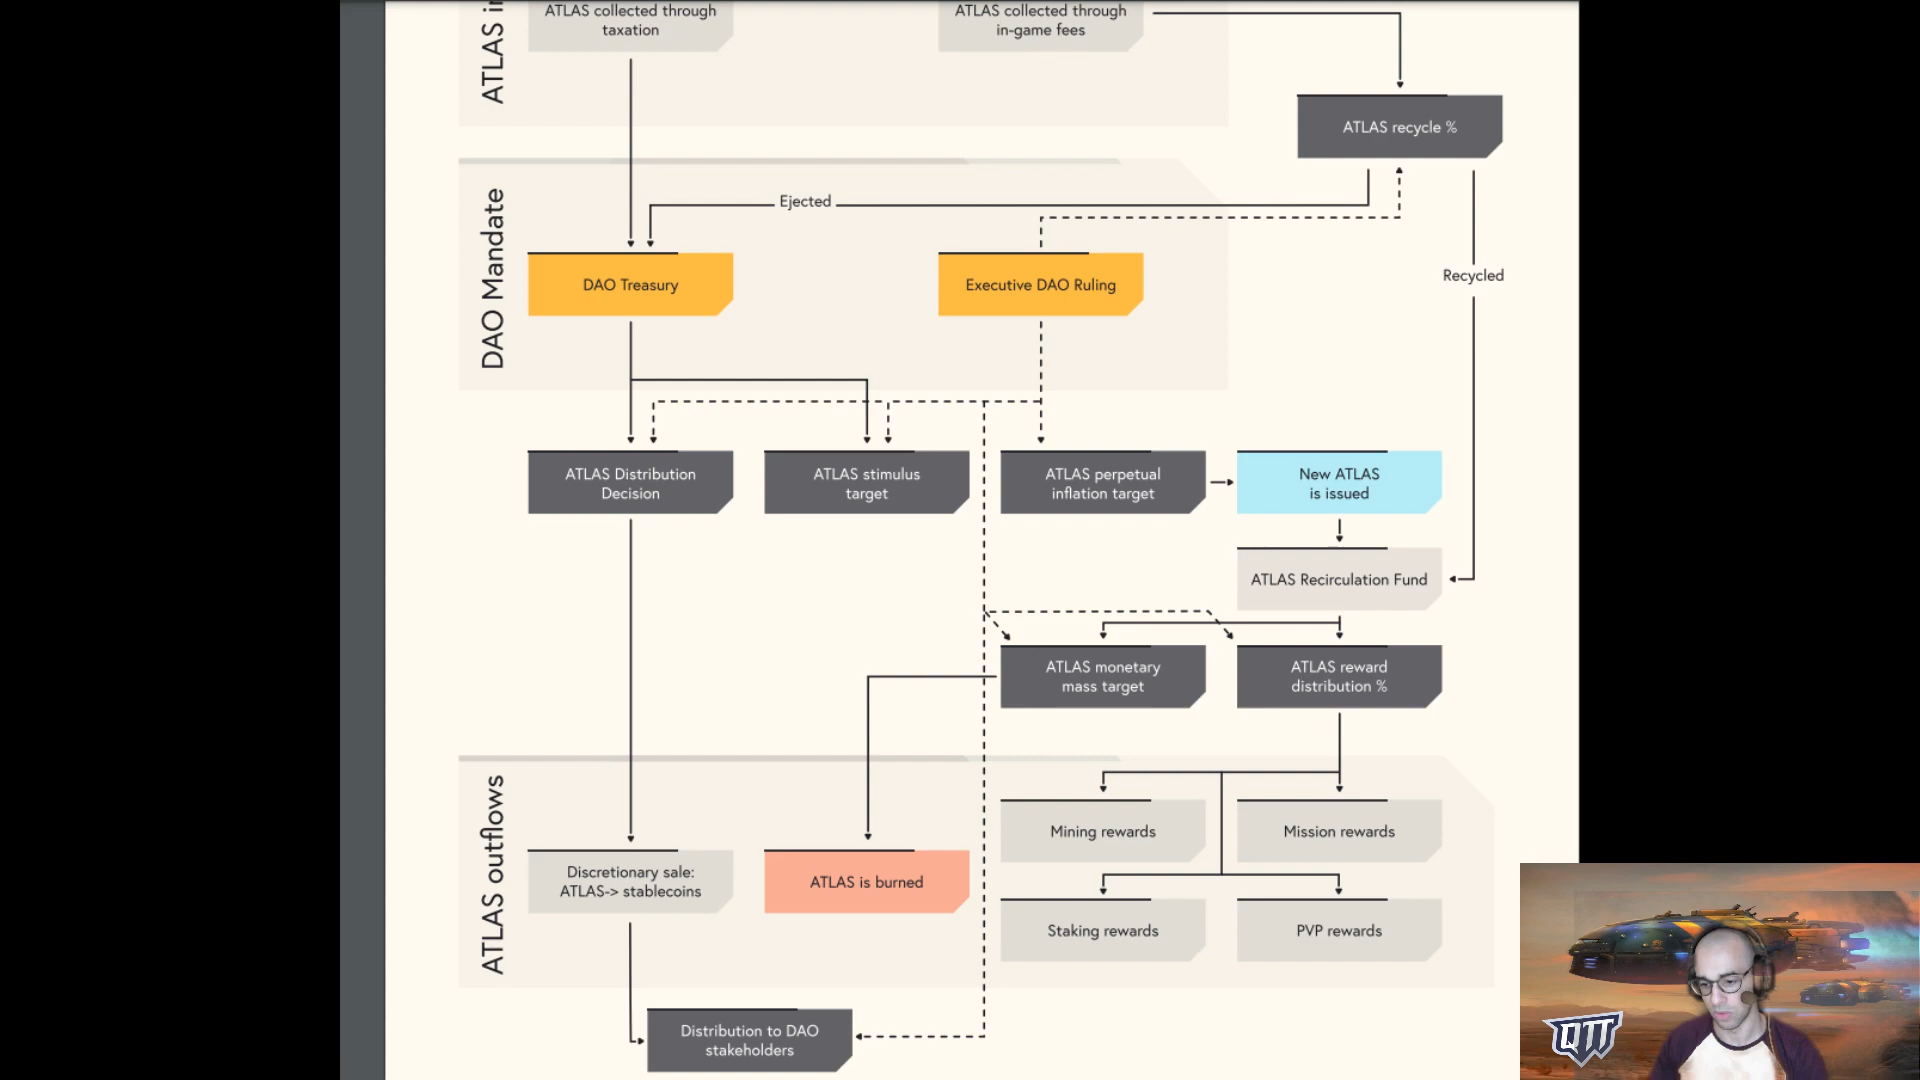 ATLAS in
ATLAS collected through
taxation
ATLAS collected through
in-game fees
ATLAS recycle %
DAO Mandate
Ejected
DAO Treasury
Executive DAO Ruling
Recycled
ATLAS Distribution
Decision
ATLAS stimulus
target
ATLAS perpetual
inflation target
New ATLAS
is issued
ATLAS Recirculation Fund
ATLAS monetary
mass target
ATLAS reward
distribution %
ATLAS outflows
Mining rewards
Mission rewards
Discretionary sale:
ATLAS-> stablecoins
ATLAS is burned
Staking rewards
PVP rewards
Distribution to DAO
stakeholders
QTT